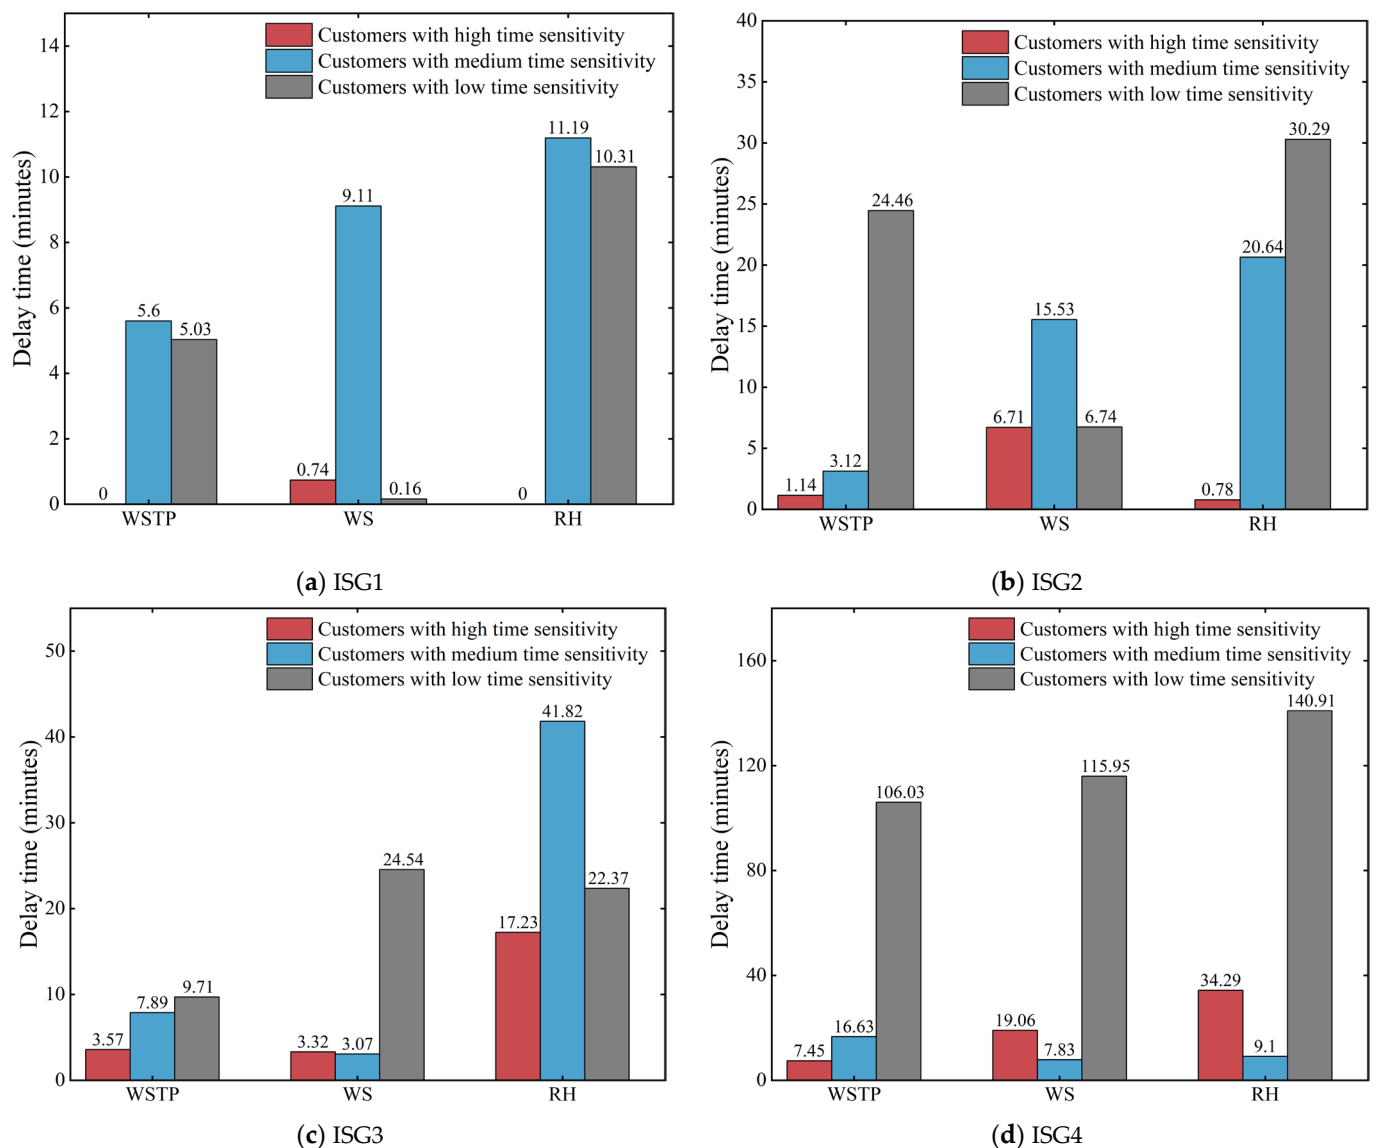 14
12
10
8
6
4
2
0
Delay time (minutes)
Customers with high time sensitivity
Customers with medium time sensitivity
Customers with low time sensitivity
0
5.6
5.03
0.74
9.11
0.16
0
11.19
10.31
WSTP
WS
RH
(a) ISG1
40
35
30
25
20
15
10
5
0
Delay time (minutes)
Customers with high time sensitivity
Customers with medium time sensitivity
Customers with low time sensitivity
1.14
3.12
24.46
6.71
15.53
6.74
0.78
20.64
30.29
WSTP
WS
RH
(b) ISG2
50
40
30
20
10
0
Delay time (minutes)
Customers with high time sensitivity
Customers with medium time sensitivity
Customers with low time sensitivity
3.57
7.89
9.71
3.32
3.07
24.54
17.23
41.82
22.37
WSTP
WS
RH
(c) ISG3
160
120
80
40
0
Delay time (minutes)
Customers with high time sensitivity
Customers with medium time sensitivity
Customers with low time sensitivity
7.45
16.63
106.03
19.06
7.83
115.95
34.29
9.1
140.91
WSTP
WS
RH
(d) ISG4